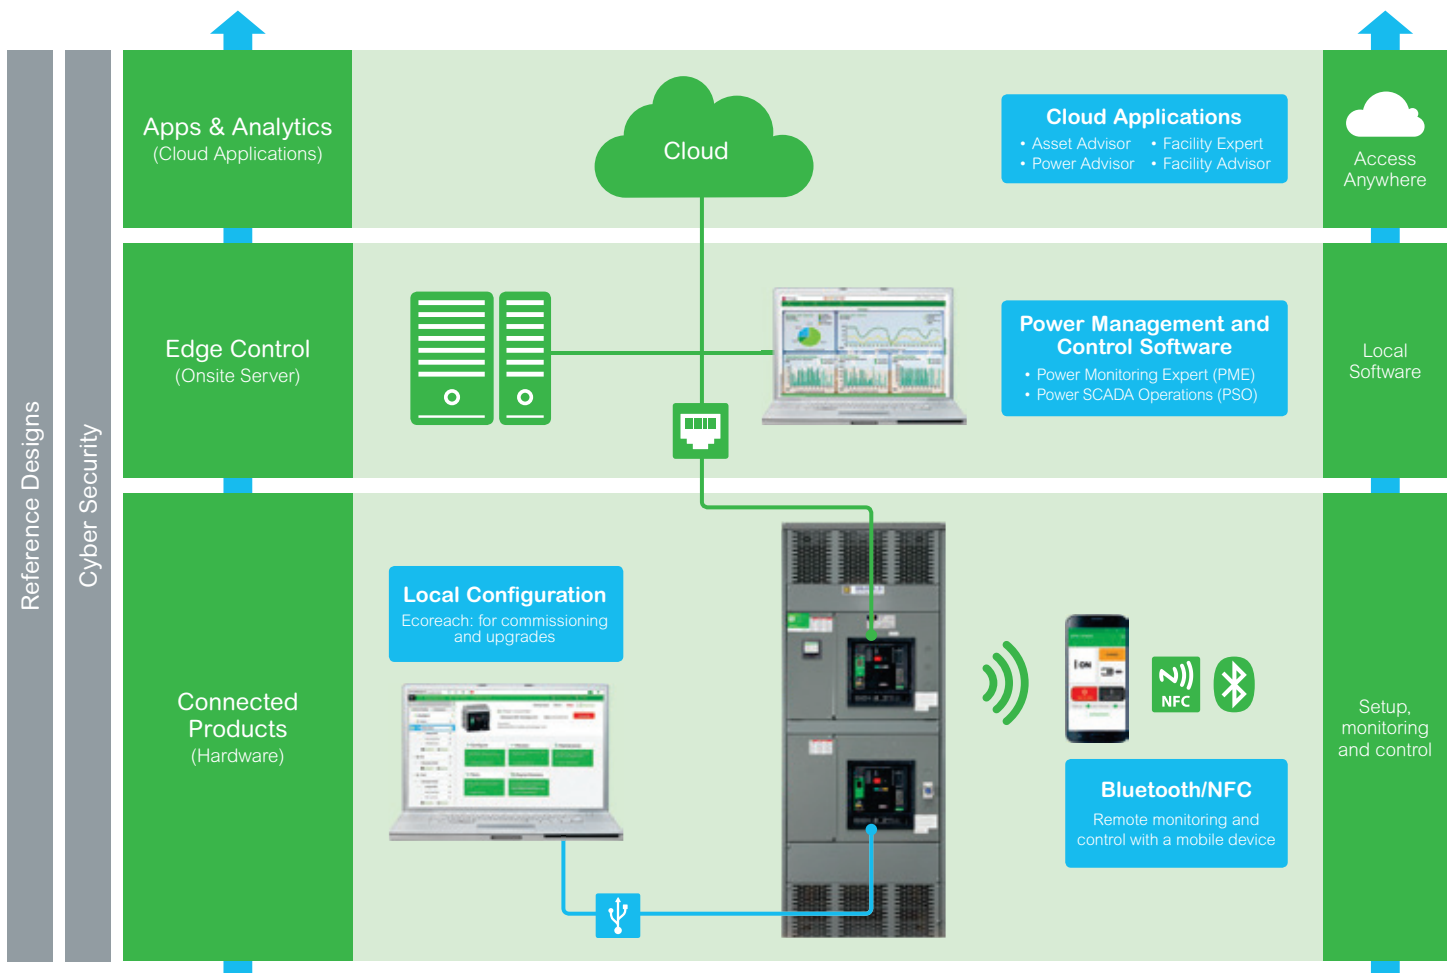 Reference Designs
Cyber Security
Apps & Analytics
(Cloud Applications)
Cloud
Cloud Applications
• Asset Advisor
• Facility Expert
• Power Advisor
• Facility Advisor
Access
Anywhere
Edge Control
(Onsite Server)
Power Management and
Control Software
• Power Monitoring Expert (PME)
• Power SCADA Operations (PSO)
Local
Software
Connected
Products
(Hardware)
Local Configuration
Ecoreach: for commissioning
and upgrades
ION
NFC
Bluetooth/NFC
Remote monitoring and
control with a mobile device
Setup,
monitoring
and control